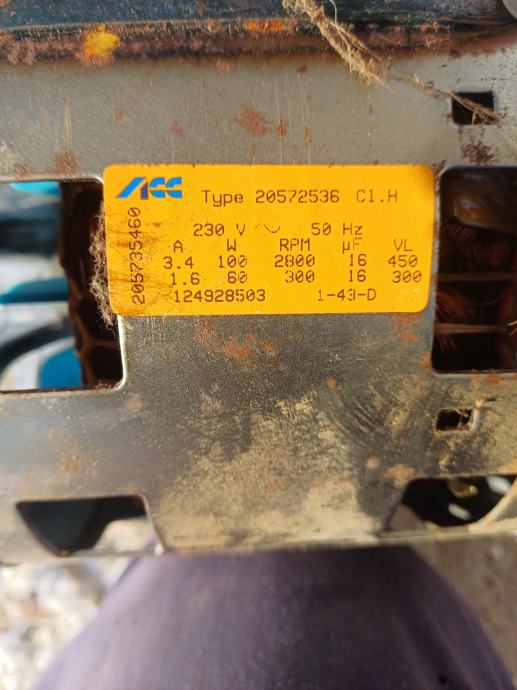 ACC Type 20572536 Cl.H
230 V ~ 50 Hz
A W RPM µF VL
3.4 100 2800 16 450
1.6 60 300 16 300
124928503 1-43-D
205735460